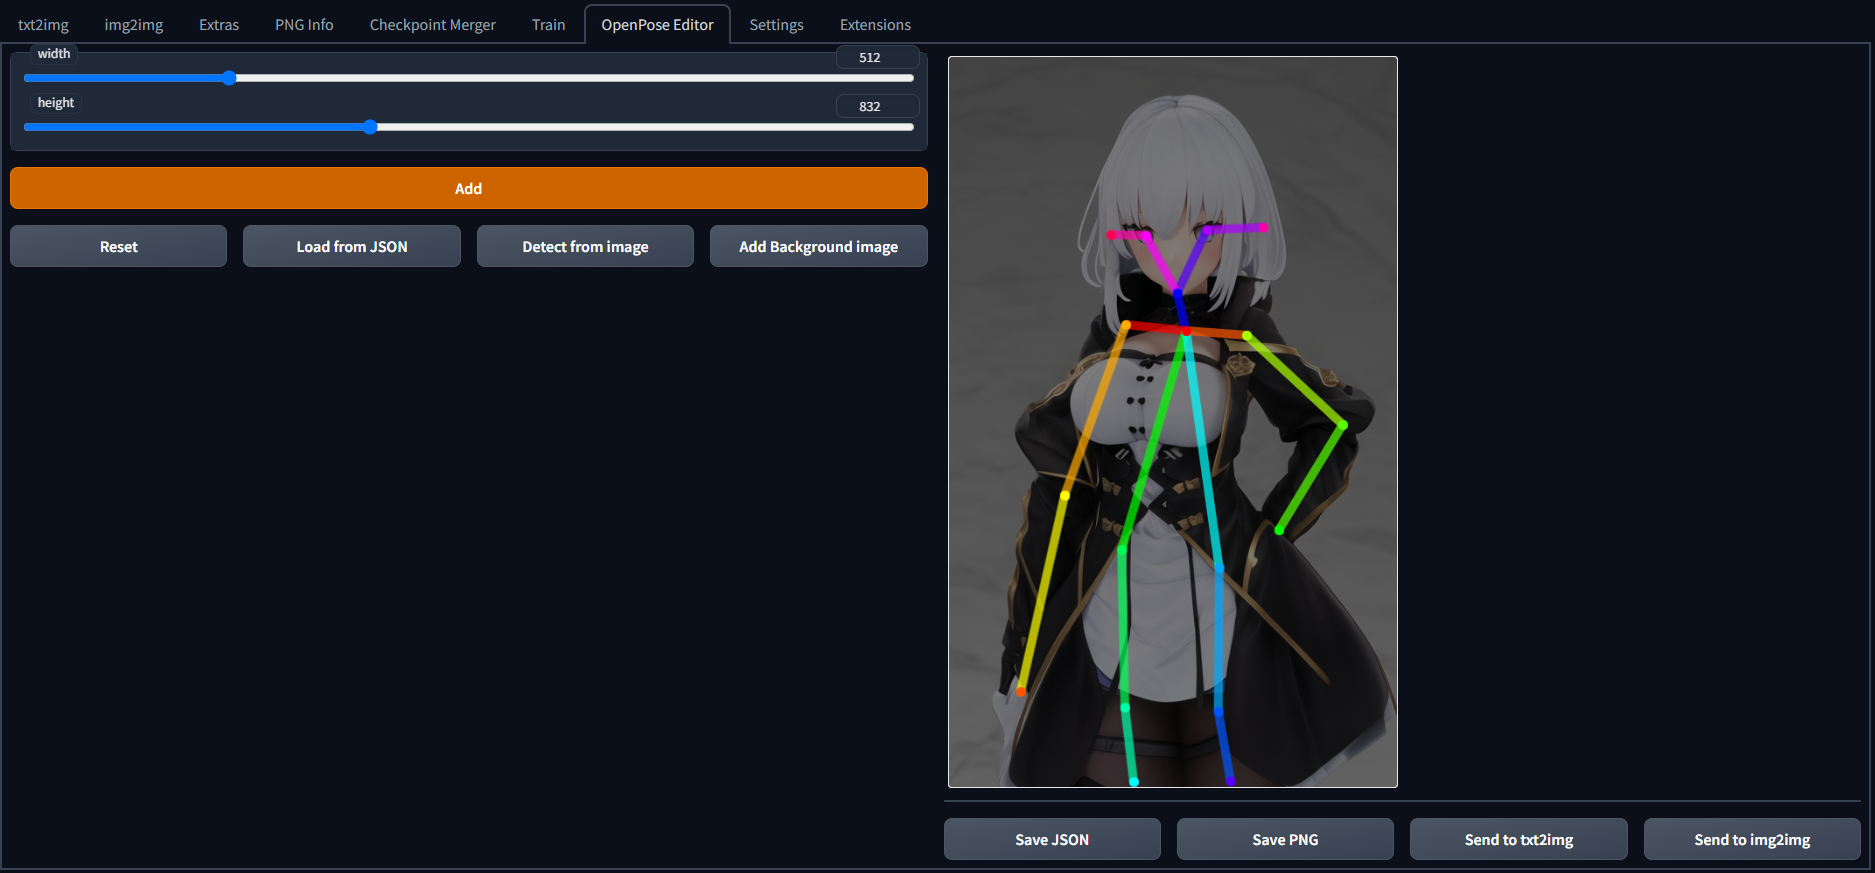 txt2img img2img Extras PNG Info Checkpoint Merger Train OpenPose Editor Settings Extensions
width 512
height 832
Add
Reset Load from JSON Detect from image Add Background image
Save JSON Save PNG Send to txt2img Send to img2img